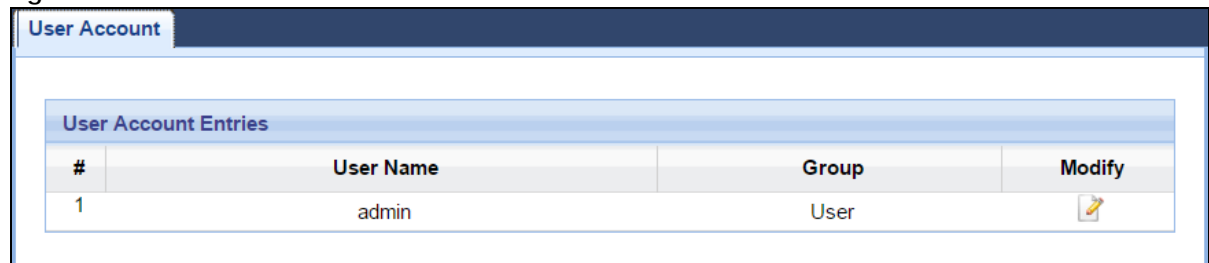 User Account
User Account Entries
# User Name Group Modify
1 admin User